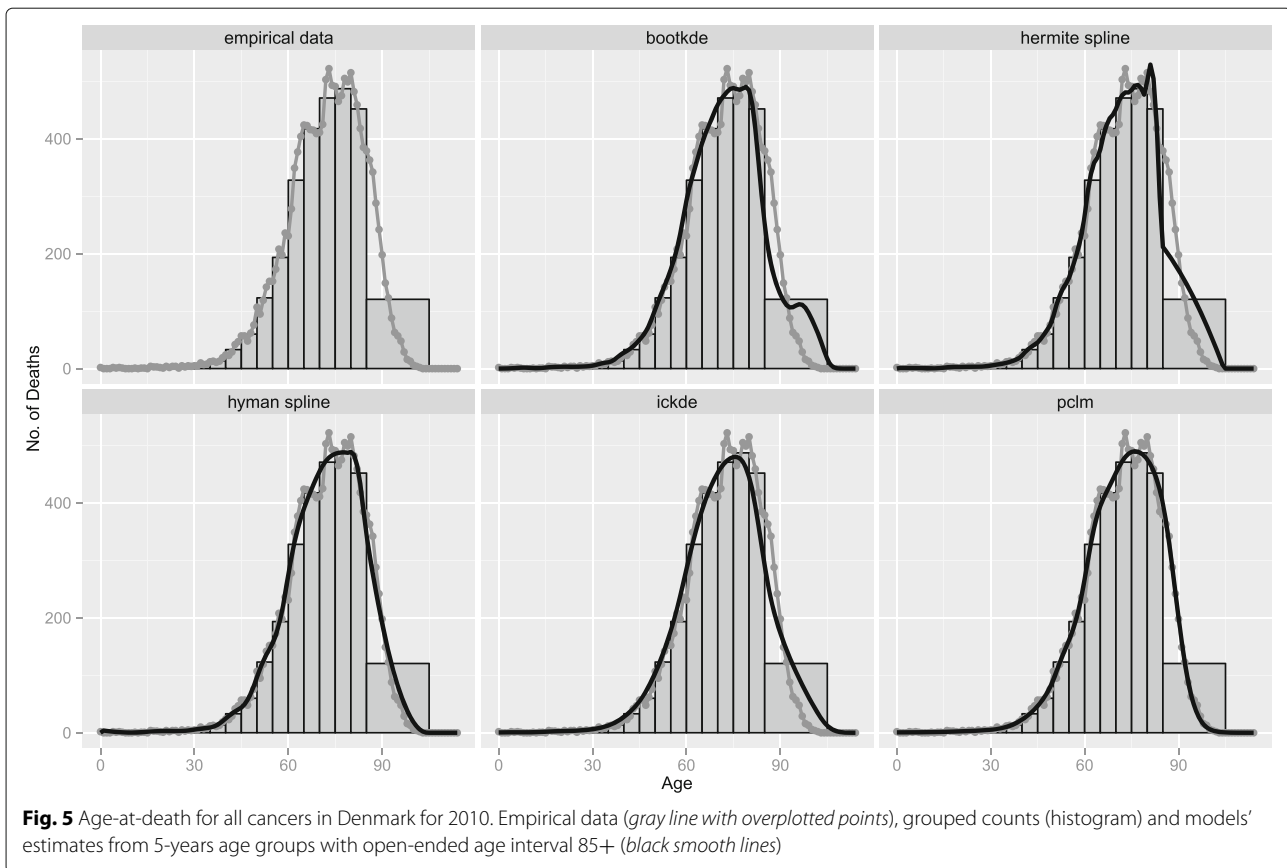 empirical data
bootkde
hermite spline
400
200
0
hyman spline
ickde
pclm
400
200
0
No. of Deaths
0 30 60 90
0 30 60 90
0 30 60 90
Age
Fig. 5 Age-at-death for all cancers in Denmark for 2010. Empirical data (gray line with overplotted points), grouped counts (histogram) and models’
estimates from 5-years age groups with open-ended age interval 85+ (black smooth lines)